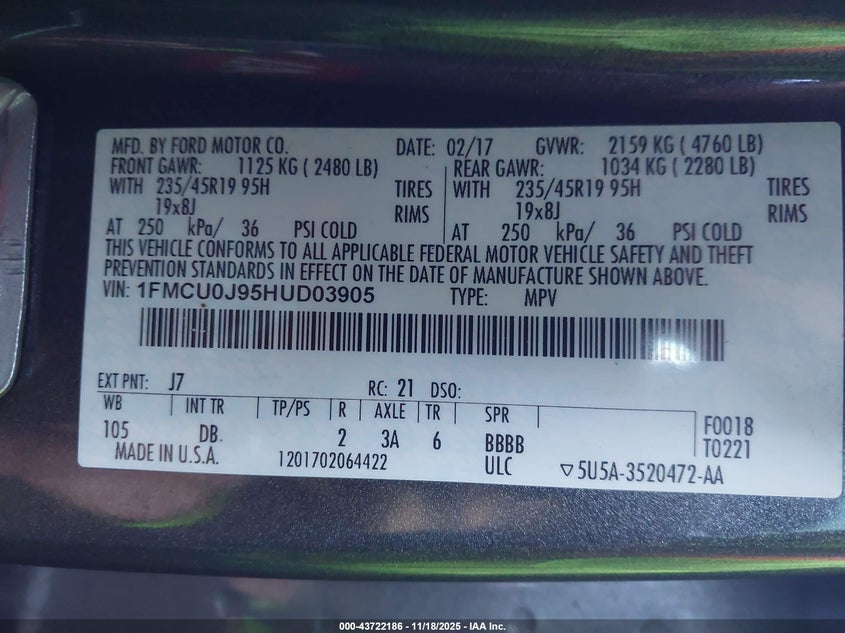 MFD. BY FORD MOTOR CO. DATE: 02/17 GVWR: 2159 KG ( 4760 LB)
FRONT GAWR: 1125 KG ( 2480 LB) REAR GAWR: 1034 KG ( 2280 LB)
WITH 235/45R19 95H TIRES WITH 235/45R19 95H TIRES
19x8J RIMS 19x8J RIMS
AT 250 kPa/ 36 PSI COLD AT 250 kPa/ 36 PSI COLD
THIS VEHICLE CONFORMS TO ALL APPLICABLE FEDERAL MOTOR VEHICLE SAFETY AND THEFT
PREVENTION STANDARDS IN EFFECT ON THE DATE OF MANUFACTURE SHOWN ABOVE.
VIN: 1FMCU0J95HUD03905 TYPE: MPV
EXT PNT: J7 RC: 21 DSO:
WB INT TR TP/PS R AXLE TR SPR F0018
105 DB. 2 3A 6 BBBB T0221
MADE IN U.S.A. 1201702064422 ULC ▽5U5A-3520472-AA
000-43722186 - 11/18/2025 - IAA Inc.